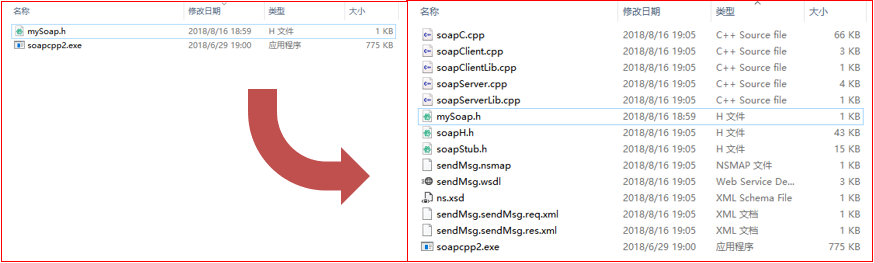 名称 修改日期 类型 大小
mySoap.h 2018/8/16 18:59 H 文件 1 KB
soapcpp2.exe 2018/6/29 19:00 应用程序 775 KB
名称 修改日期 类型 大小
soapC.cpp 2018/8/16 19:05 C++ Source file 66 KB
soapClient.cpp 2018/8/16 19:05 C++ Source file 3 KB
soapClientLib.cpp 2018/8/16 19:05 C++ Source file 1 KB
soapServer.cpp 2018/8/16 19:05 C++ Source file 4 KB
soapServerLib.cpp 2018/8/16 19:05 C++ Source file 1 KB
mySoap.h 2018/8/16 18:59 H 文件 1 KB
soapH.h 2018/8/16 19:05 H 文件 43 KB
soapStub.h 2018/8/16 19:05 H 文件 15 KB
sendMsg.nsmap 2018/8/16 19:05 NSMAP 文件 1 KB
sendMsg.wsdl 2018/8/16 19:05 Web Service De... 3 KB
ns.xsd 2018/8/16 19:05 XML Schema File 1 KB
sendMsg.sendMsg.req.xml 2018/8/16 19:05 XML 文档 1 KB
sendMsg.sendMsg.res.xml 2018/8/16 19:05 XML 文档 1 KB
soapcpp2.exe 2018/6/29 19:00 应用程序 775 KB